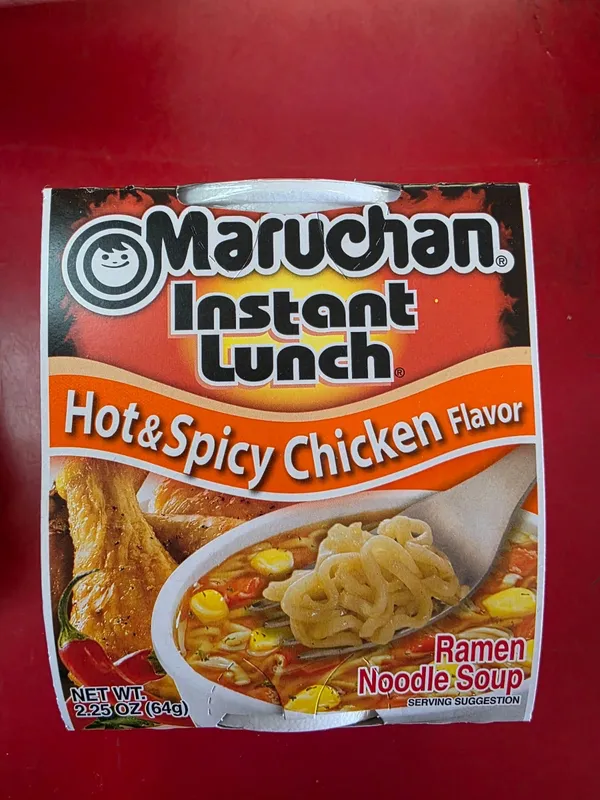 Maruchan®
Instant
Lunch®
Hot&Spicy Chicken Flavor
Ramen
Noodle Soup
SERVING SUGGESTION
NET WT.
2.25 OZ (64g)